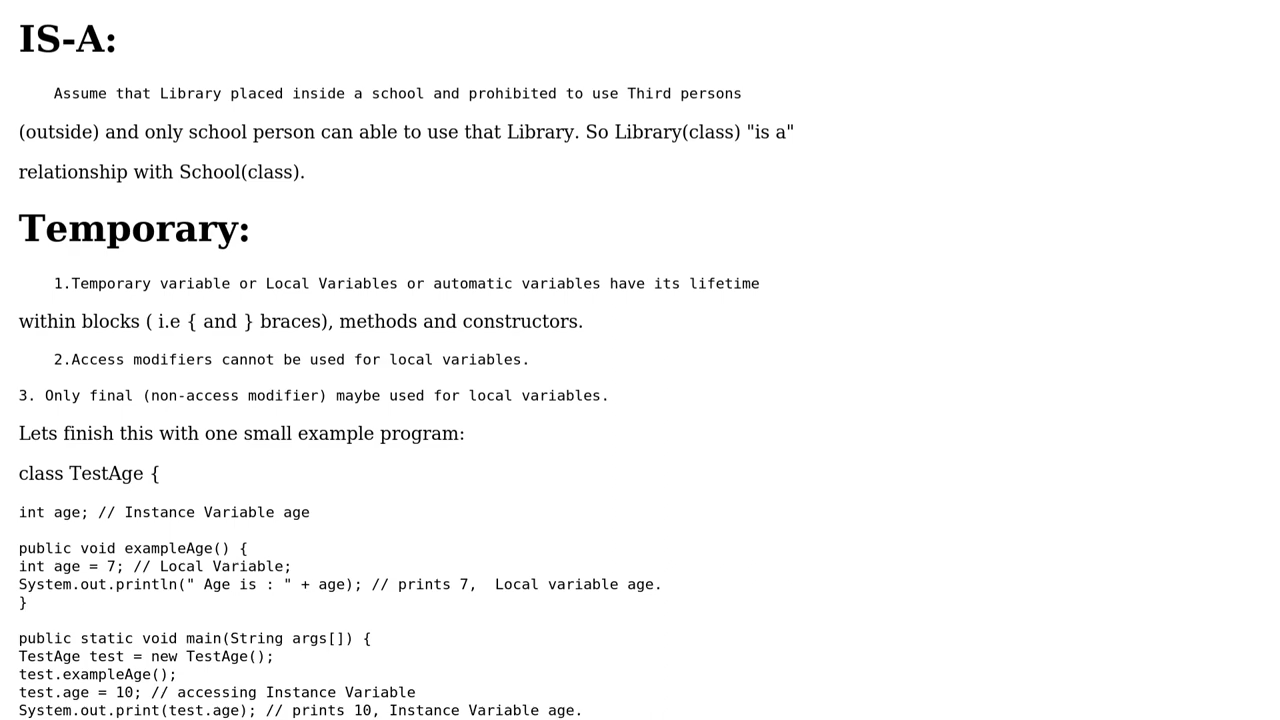 IS-A:
Assume that Library placed inside a school and prohibited to use Third persons
(outside) and only school person can able to use that Library. So Library(class) "is a"
relationship with School(class).
Temporary:
1.Temporary variable or Local Variables or automatic variables have its lifetime
within blocks ( i.e { and } braces), methods and constructors.
2.Access modifiers cannot be used for local variables.
3. Only final (non-access modifier) maybe used for local variables.
Lets finish this with one small example program:
class TestAge {
int age; // Instance Variable age
public void exampleAge() {
int age = 7; // Local Variable;
System.out.println(" Age is : " + age); // prints 7,  Local variable age.
}
public static void main(String args[]) {
TestAge test = new TestAge();
test.exampleAge();
test.age = 10; // accessing Instance Variable
System.out.print(test.age); // prints 10, Instance Variable age.